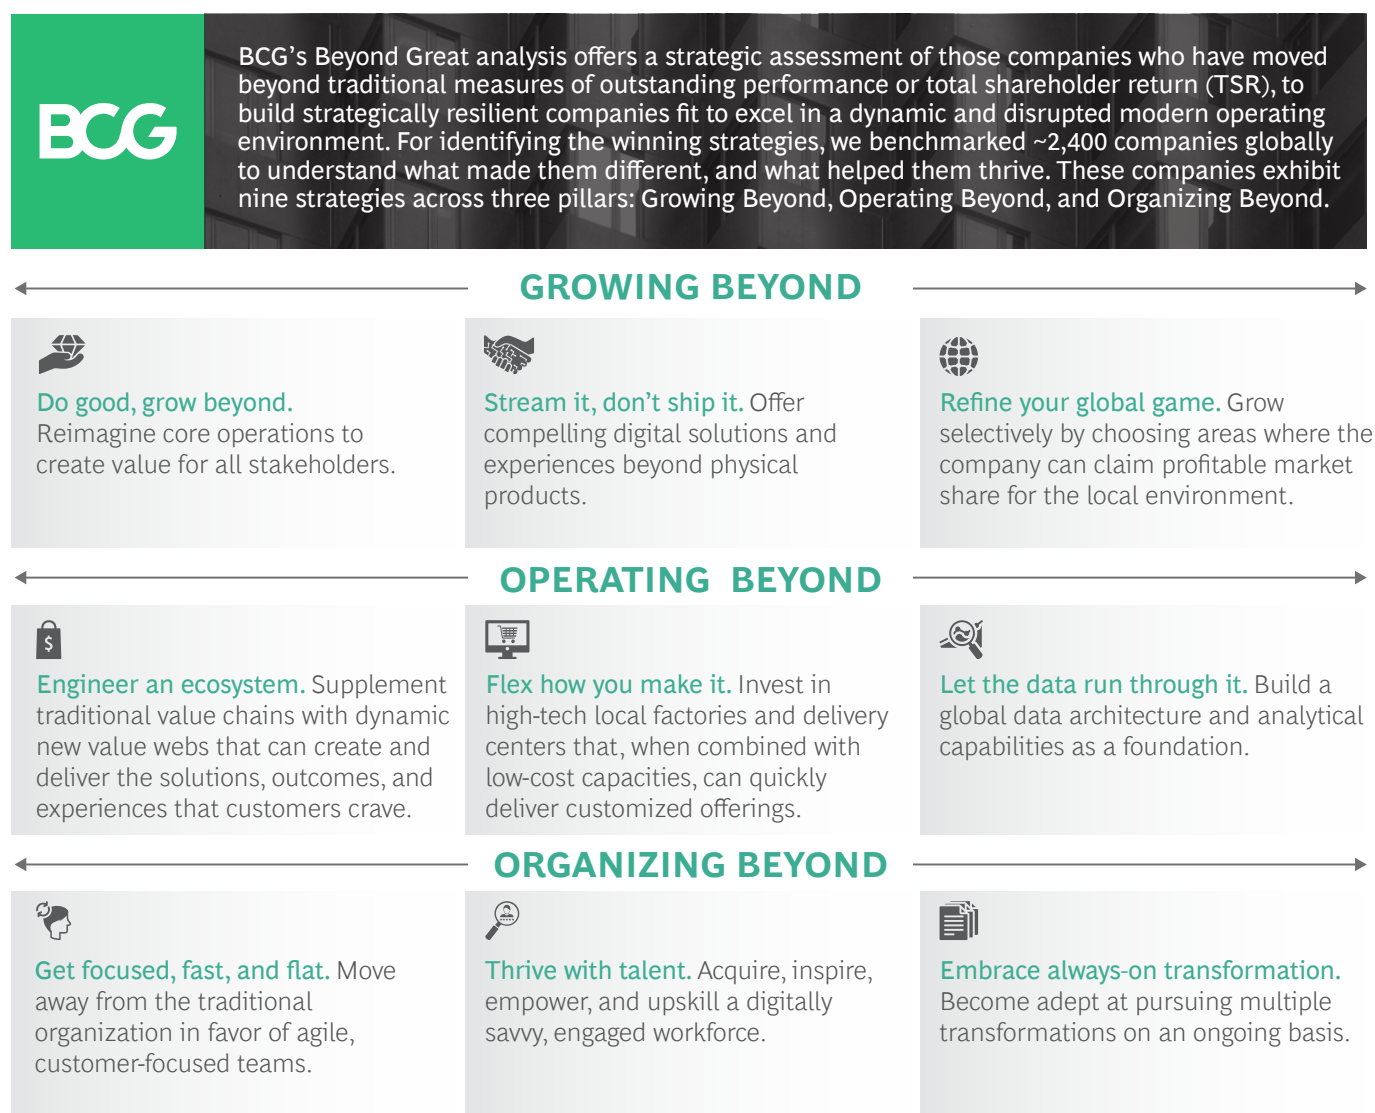 BCG
BCG’s Beyond Great analysis offers a strategic assessment of those companies who have moved
beyond traditional measures of outstanding performance or total shareholder return (TSR), to
build strategically resilient companies fit to excel in a dynamic and disrupted modern operating
environment. For identifying the winning strategies, we benchmarked ~2,400 companies globally
to understand what made them different, and what helped them thrive. These companies exhibit
nine strategies across three pillars: Growing Beyond, Operating Beyond, and Organizing Beyond.
GROWING BEYOND
Do good, grow beyond.
Reimagine core operations to
create value for all stakeholders.
Stream it, don’t ship it. Offer
compelling digital solutions and
experiences beyond physical
products.
Refine your global game. Grow
selectively by choosing areas where the
company can claim profitable market
share for the local environment.
OPERATING BEYOND
$
Engineer an ecosystem. Supplement
traditional value chains with dynamic
new value webs that can create and
deliver the solutions, outcomes, and
experiences that customers crave.
Flex how you make it. Invest in
high-tech local factories and delivery
centers that, when combined with
low-cost capacities, can quickly
deliver customized offerings.
Let the data run through it. Build a
global data architecture and analytical
capabilities as a foundation.
ORGANIZING BEYOND
Get focused, fast, and flat. Move
away from the traditional
organization in favor of agile,
customer-focused teams.
Thrive with talent. Acquire, inspire,
empower, and upskill a digitally
savvy, engaged workforce.
Embrace always-on transformation.
Become adept at pursuing multiple
transformations on an ongoing basis.